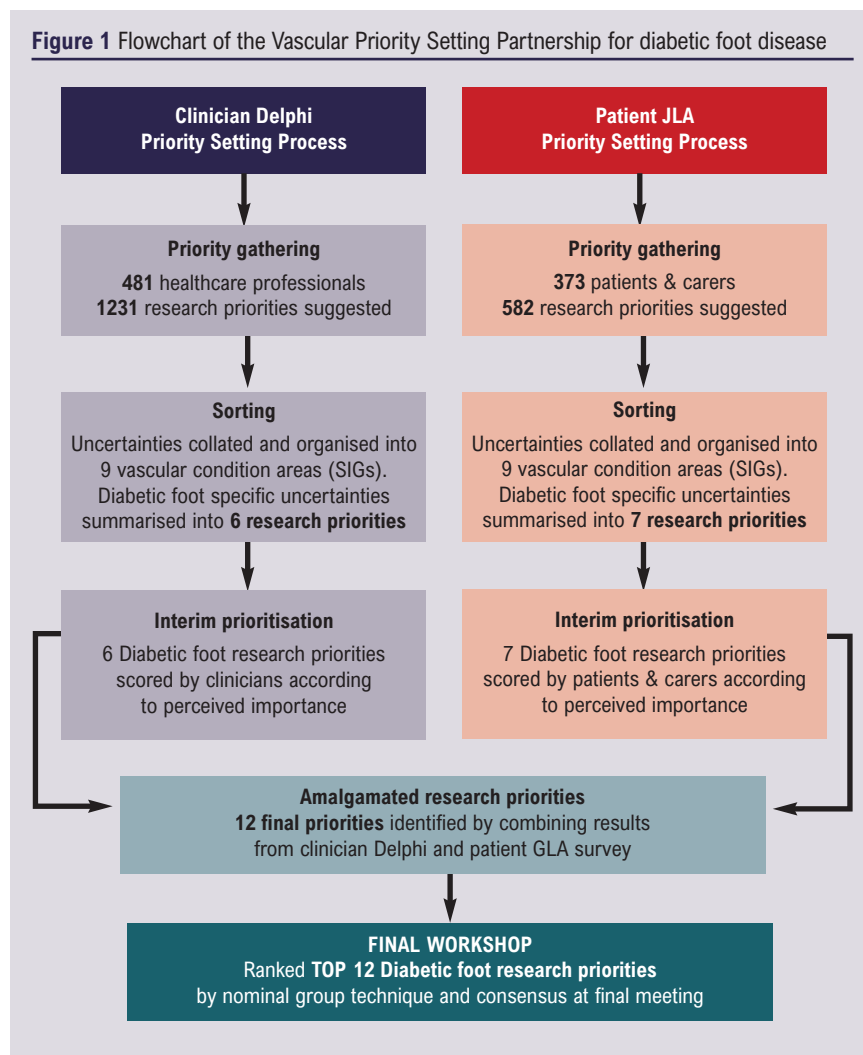 Figure 1 Flowchart of the Vascular Priority Setting Partnership for diabetic foot disease
Clinician Delphi
Priority Setting Process
Patient JLA
Priority Setting Process
Priority gathering
481 healthcare professionals
1231 research priorities suggested
Priority gathering
373 patients & carers
582 research priorities suggested
Sorting
Uncertainties collated and organised into
9 vascular condition areas (SIGs).
Diabetic foot specific uncertainties
summarised into 6 research priorities
Sorting
Uncertainties collated and organised into
9 vascular condition areas (SIGs).
Diabetic foot specific uncertainties
summarised into 7 research priorities
Interim prioritisation
6 Diabetic foot research priorities
scored by clinicians according
to perceived importance
Interim prioritisation
7 Diabetic foot research priorities
scored by patients & carers according
to perceived importance
Amalgamated research priorities
12 final priorities identified by combining results
from clinician Delphi and patient GLA survey
FINAL WORKSHOP
Ranked TOP 12 Diabetic foot research priorities
by nominal group technique and consensus at final meeting